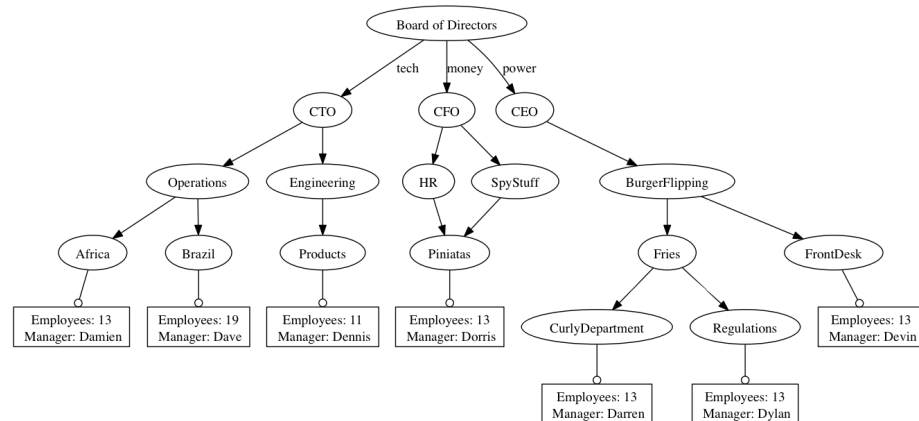 Board of Directors
tech
money
power
CTO
CFO
CEO
Operations
Engineering
HR
SpyStuff
BurgerFlipping
Africa
Brazil
Products
Piniatas
Fries
FrontDesk
Employees: 13
Manager: Damien
Employees: 19
Manager: Dave
Employees: 11
Manager: Dennis
Employees: 13
Manager: Dorris
CurlyDepartment
Regulations
Employees: 13
Manager: Devin
Employees: 13
Manager: Darren
Employees: 13
Manager: Dylan